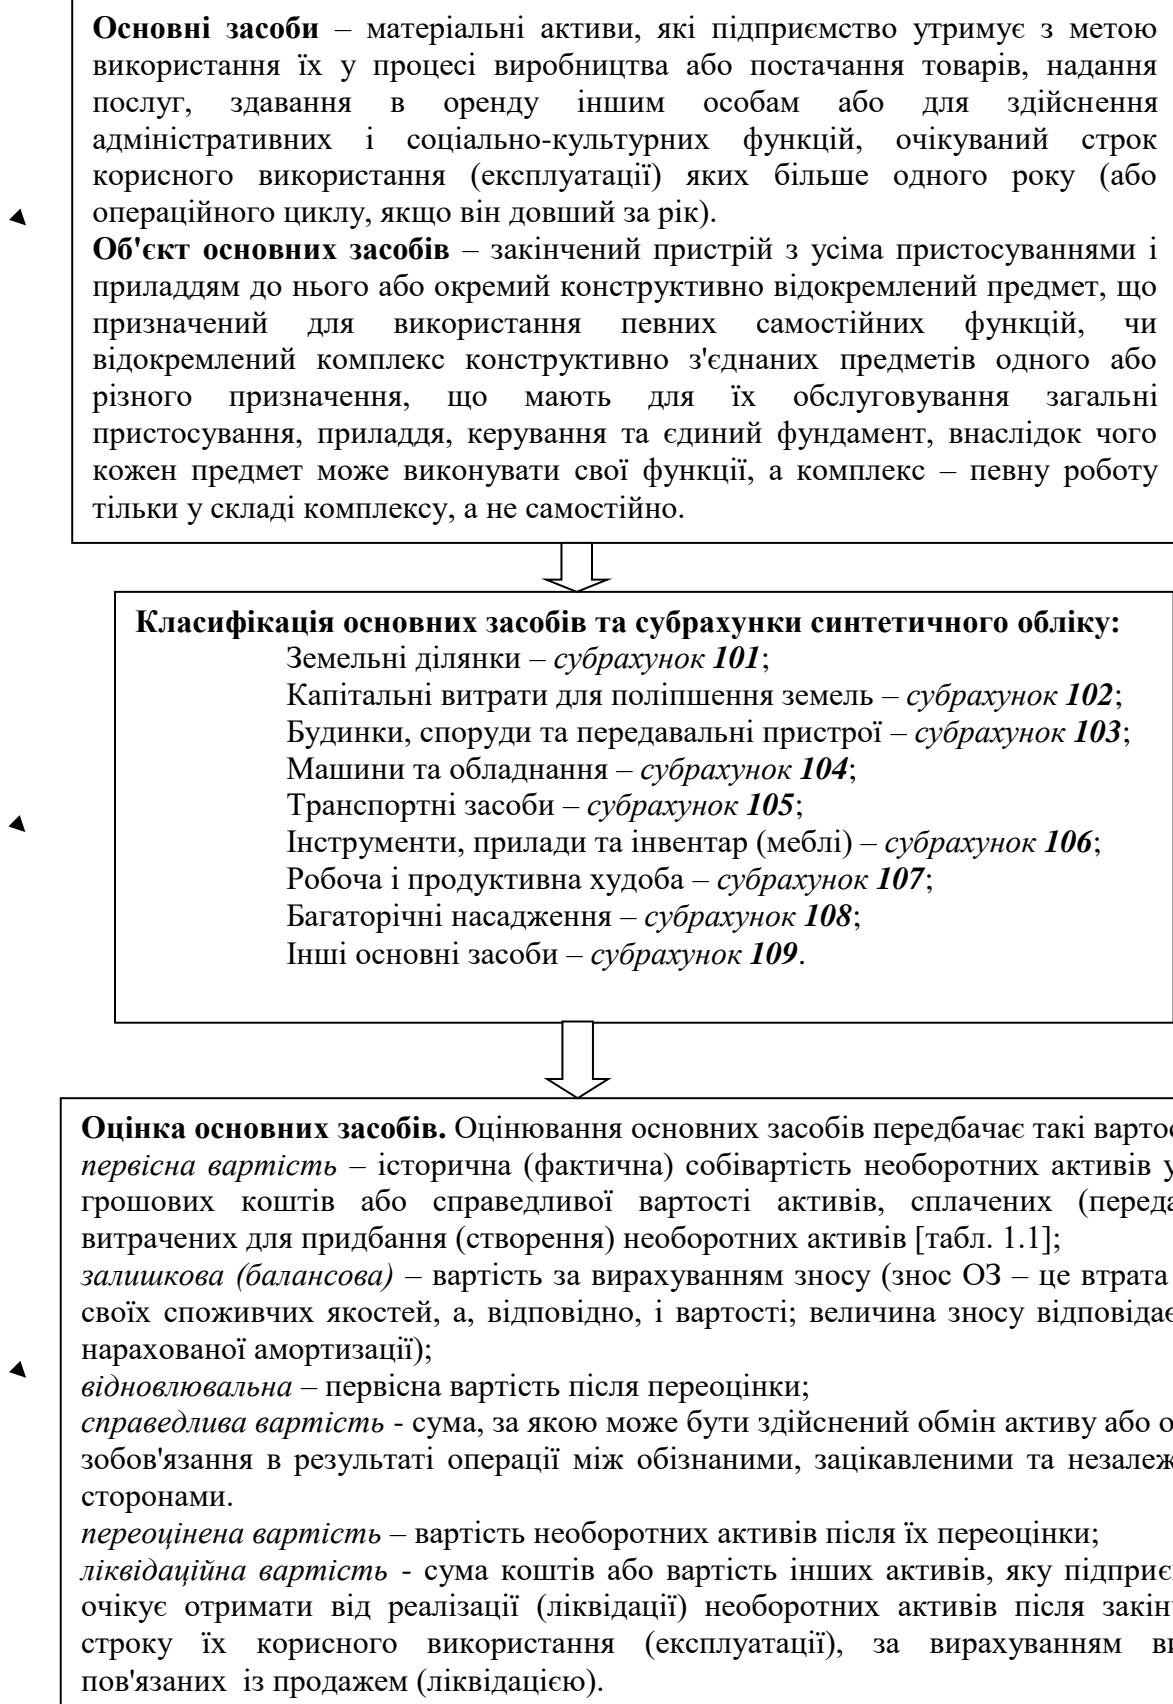 Основні засоби – матеріальні активи, які підприємство утримує з метою
використання їх у процесі виробництва або постачання товарів, надання
послуг, здавання в оренду іншим особам або для здійснення
адміністративних і соціально-культурних функцій, очікуваний строк
корисного використання (експлуатації) яких більше одного року (або
операційного циклу, якщо він довший за рік).
Об'єкт основних засобів – закінчений пристрій з усіма пристосуваннями і
приладдям до нього або окремий конструктивно відокремлений предмет, що
призначений для використання певних самостійних функцій, чи
відокремлений комплекс конструктивно з'єднаних предметів одного або
різного призначення, що мають для їх обслуговування загальні
пристосування, приладдя, керування та єдиний фундамент, внаслідок чого
кожен предмет може виконувати свої функції, а комплекс – певну роботу
тільки у складі комплексу, а не самостійно.
Класифікація основних засобів та субрахунки синтетичного обліку:
Земельні ділянки – субрахунок 101;
Капітальні витрати для поліпшення земель – субрахунок 102;
Будинки, споруди та передавальні пристрої – субрахунок 103;
Машини та обладнання – субрахунок 104;
Транспортні засоби – субрахунок 105;
Інструменти, прилади та інвентар (меблі) – субрахунок 106;
Робоча і продуктивна худоба – субрахунок 107;
Багаторічні насадження – субрахунок 108;
Інші основні засоби – субрахунок 109.
Оцінка основних засобів. Оцінювання основних засобів передбачає такі
первісна вартість – історична (фактична) собівартість необоротних активів
грошових коштів або справедливої вартості активів, сплачених
витрачених для придбання (створення) необоротних активів [табл. 1.1];
залишкова (балансова) – вартість за вирахуванням зносу (знос ОЗ – це втрата
своїх споживчих якостей, а, відповідно, і вартості; величина зносу відповідає
нарахованої амортизації);
відновлювальна – первісна вартість після переоцінки;
справедлива вартість - сума, за якою може бути здійснений обмін активу або
зобов'язання в результаті операції між обізнаними, зацікавленими та
сторонами.
переоцінена вартість – вартість необоротних активів після їх переоцінки;
ліквідаційна вартість - сума коштів або вартість інших активів, яку
очікує отримати від реалізації (ліквідації) необоротних активів після
строку їх корисного використання (експлуатації), за вирахуванням
пов'язаних із продажем (ліквідацією).